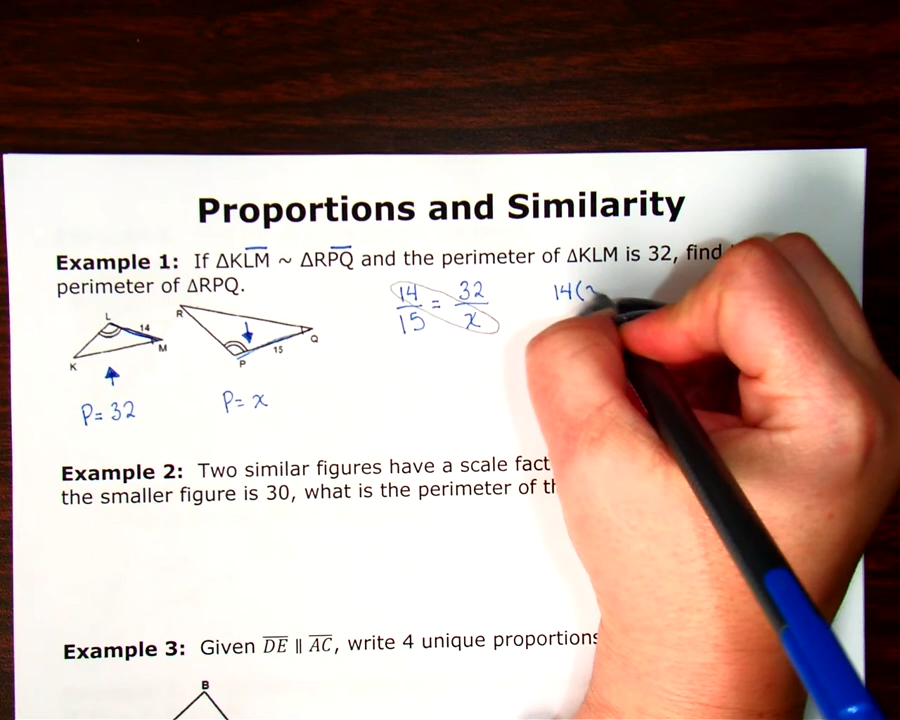 Proportions and Similarity
Example 1: If ΔKLM ~ ΔRPQ and the perimeter of ΔKLM is 32, find
perimeter of ΔRPQ.
14/15 = 32/x
14(
L
14
M
K
R
Q
15
P
P= 32
P= x
Example 2: Two similar figures have a scale fact
the smaller figure is 30, what is the perimeter of th
Example 3: Given DE ∥ AC, write 4 unique proportions
B